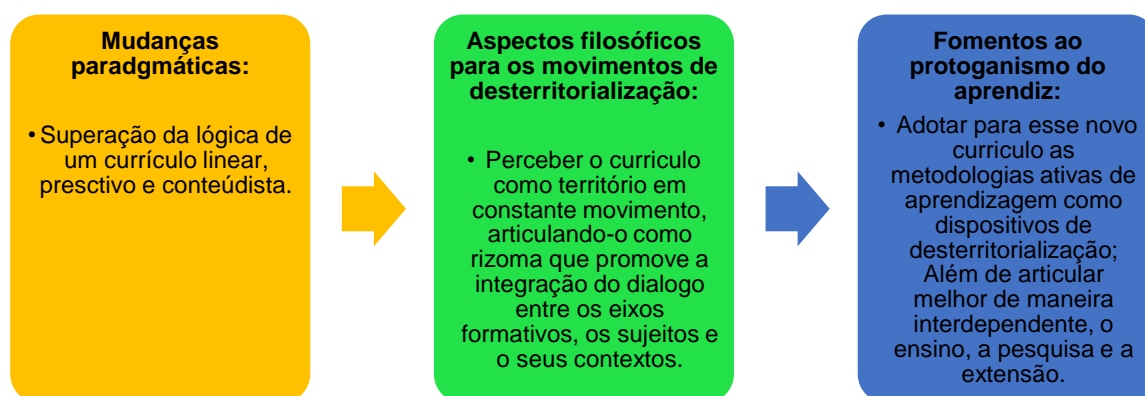 Mudanças
paradgmáticas:
• Superação da lógica de
um currículo linear,
presctivo e conteúdista.
Aspectos filosóficos
para os movimentos de
desterritorialização:
• Perceber o curriculo
como território em
constante movimento,
articulando-o como
rizoma que promove a
integração do dialogo
entre os eixos
formativos, os sujeitos e
o seus contextos.
Fomentos ao
protoganismo do
aprendiz:
• Adotar para esse novo
curriculo as
metodologias ativas de
aprendizagem como
dispositivos de
desterritorialização;
Além de articular
melhor de maneira
interdependente, o
ensino, a pesquisa e a
extensão.